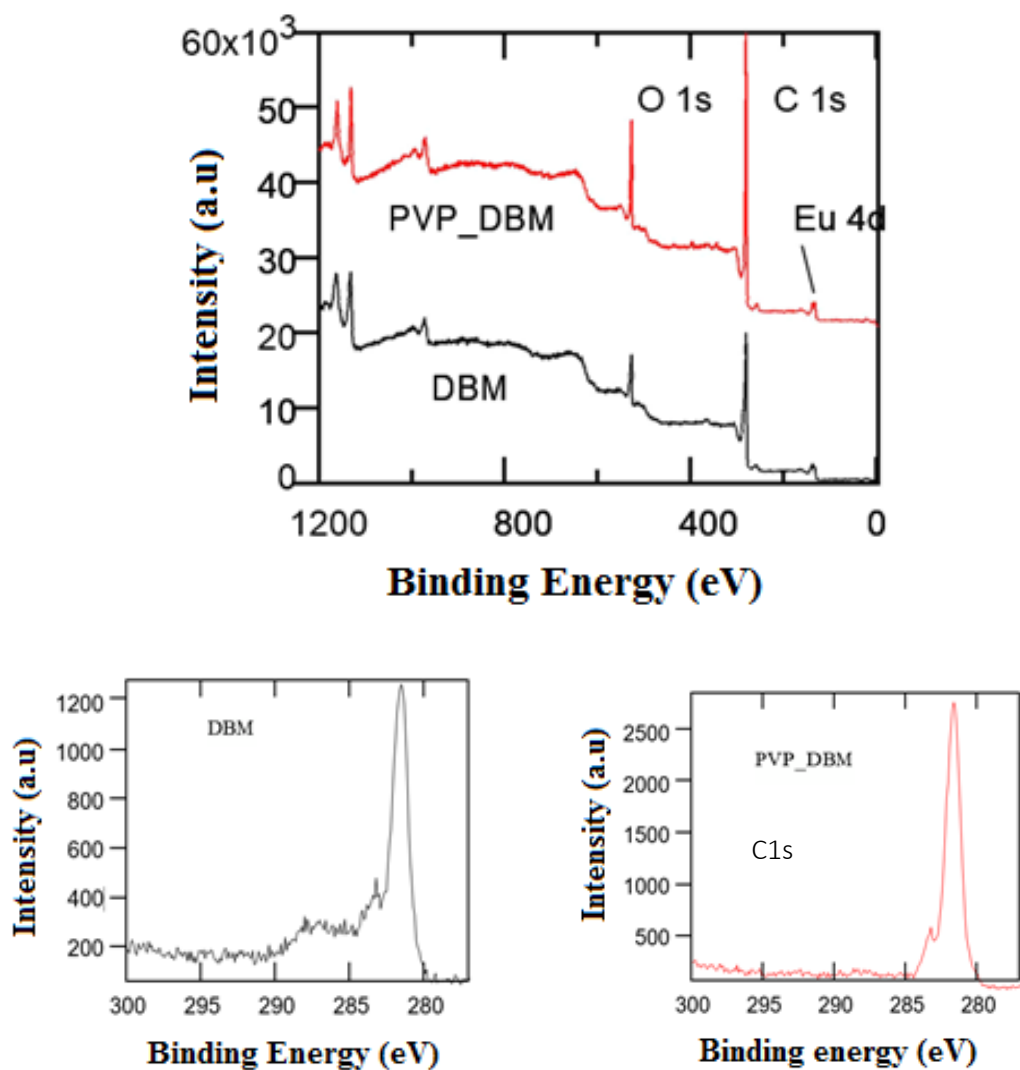 60x10³
50
40
30
20
10
0
O 1s
C 1s
Eu 4d
PVP_DBM
DBM
Intensity (a.u)
1200
800
400
0
Binding Energy (eV)
1200
1000
800
600
400
200
DBM
Intensity (a.u)
300
295
290
285
280
Binding Energy (eV)
2500
2000
1500
1000
500
PVP_DBM
C1s
Intensity (a.u)
300
295
290
285
280
Binding energy (eV)